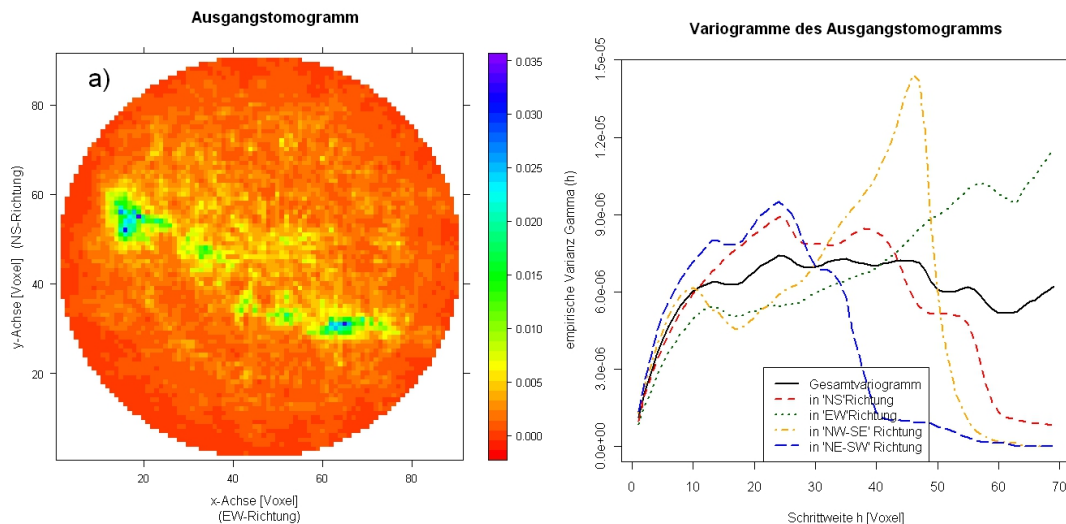 Ausgangstomogramm
a)
80
60
40
20
y-Achse [Voxel] (NS-Richtung)
20
40
60
80
x-Achse [Voxel]
(EW-Richtung)
0.035
0.030
0.025
0.020
0.015
0.010
0.005
0.000
Variogramme des Ausgangstomogramms
empirische Varianz Gamma (h)
1.5e-05
1.2e-05
9.0e-06
6.0e-06
3.0e-06
0.0e+00
Gesamtvariogramm
in 'NS'Richtung
in 'EW'Richtung
in 'NW-SE' Richtung
in 'NE-SW' Richtung
0
10
20
30
40
50
60
70
Schrittweite h [Voxel]